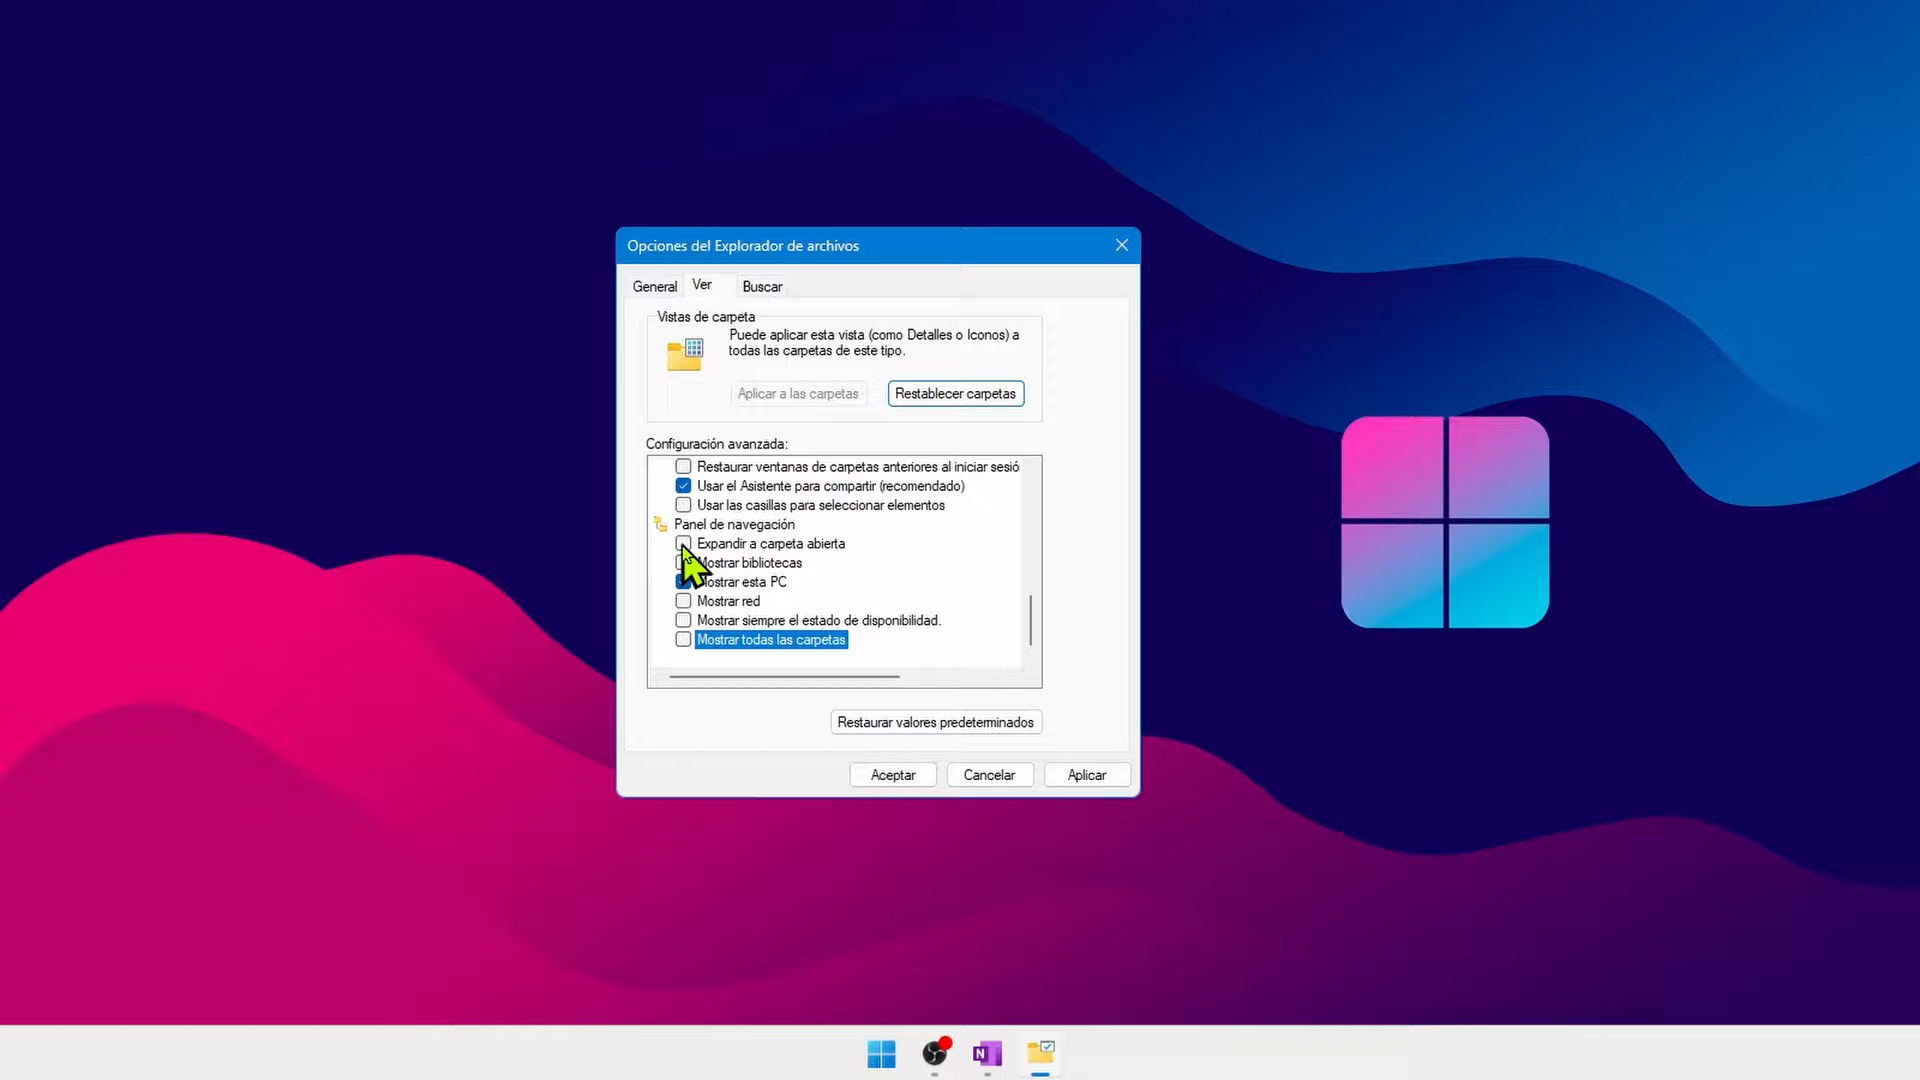 Opciones del Explorador de archivos
General Ver Buscar
Vistas de carpeta
Puede aplicar esta vista (como Detalles o Iconos) a
todas las carpetas de este tipo.
Aplicar a las carpetas Restablecer carpetas
Configuración avanzada:
Restaurar ventanas de carpetas anteriores al iniciar sesió
Usar el Asistente para compartir (recomendado)
Usar las casillas para seleccionar elementos
Panel de navegación
Expandir a carpeta abierta
Mostrar bibliotecas
ostrar esta PC
Mostrar red
Mostrar siempre el estado de disponibilidad.
Mostrar todas las carpetas
Restaurar valores predeterminados
Aceptar Cancelar Aplicar
N